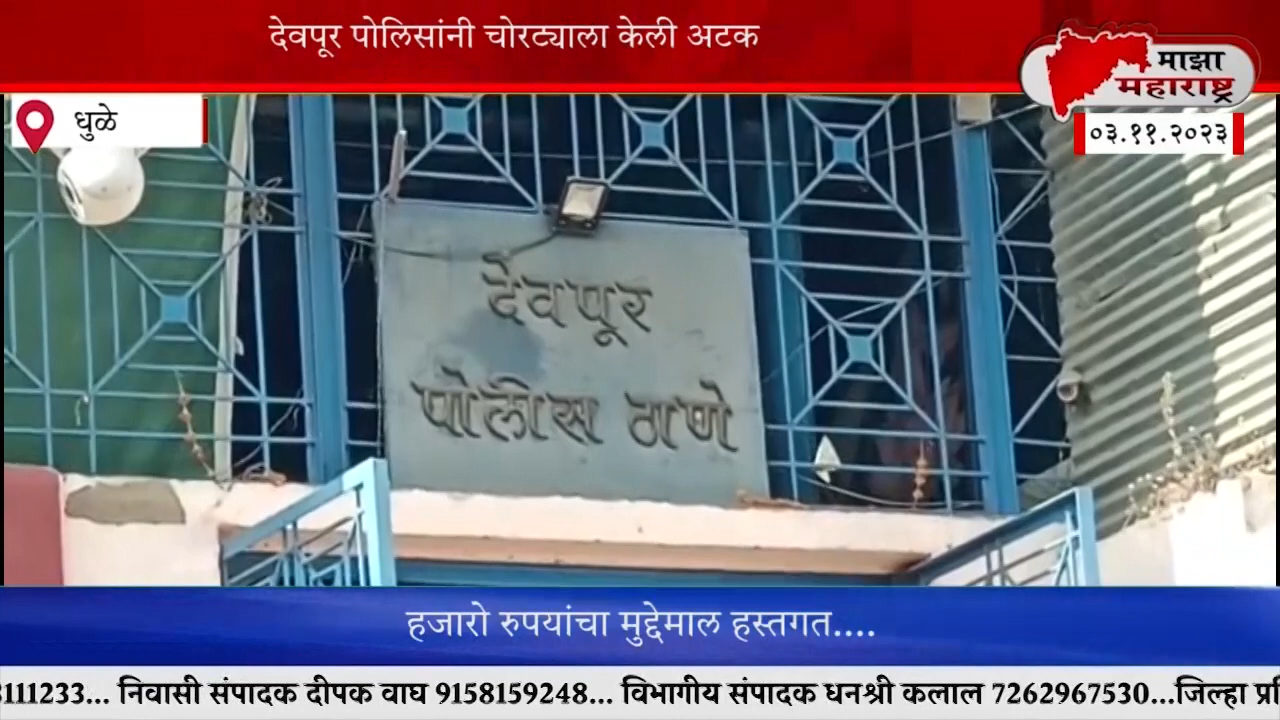 देवपूर पोलिसांनी चोरट्याला केली अटक
माझा
महाराष्ट्र
धुळे
०३.११.२०२३
देवपूर
पोलीस ठाणे
हजारो रुपयांचा मुद्देमाल हस्तगत....
3111233... निवासी संपादक दीपक वाघ 9158159248... विभागीय संपादक धनश्री कलाल 7262967530...जिल्हा